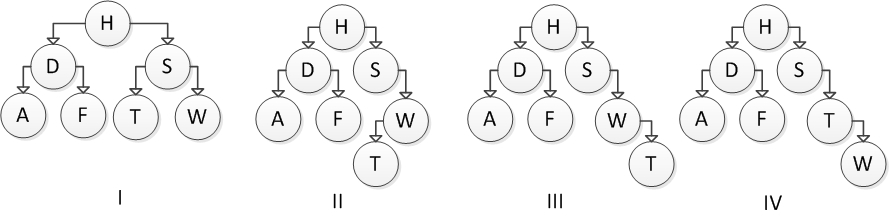 H H H H
D S D S D S D S
A F T W A F W A F W A F T
T T W
I II III IV